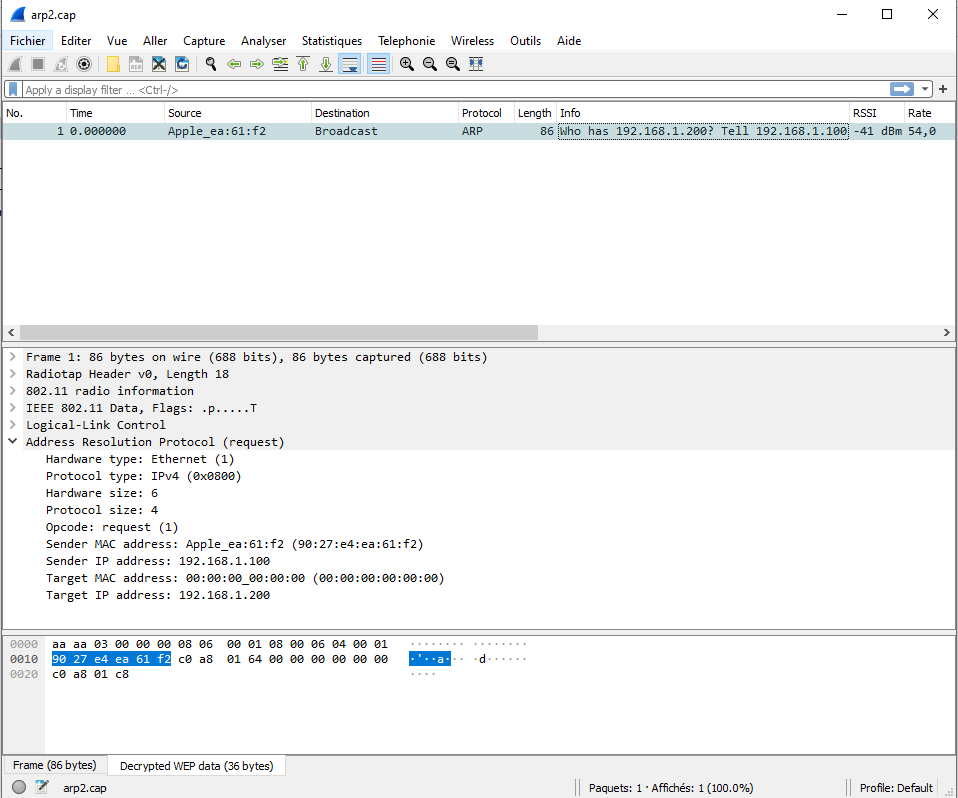 arp2.cap
Fichier Editer Vue Aller Capture Analyser Statistiques Telephonie Wireless Outils Aide
Apply a display filter ... <Ctrl-/>
No. Time Source Destination Protocol Length Info RSSI Rate
1 0.000000 Apple_ea:61:f2 Broadcast ARP 86 Who has 192.168.1.200? Tell 192.168.1.100 -41 dBm 54,0
Frame 1: 86 bytes on wire (688 bits), 86 bytes captured (688 bits)
Radiotap Header v0, Length 18
802.11 radio information
IEEE 802.11 Data, Flags: .p.....T
Logical-Link Control
Address Resolution Protocol (request)
Hardware type: Ethernet (1)
Protocol type: IPv4 (0x0800)
Hardware size: 6
Protocol size: 4
Opcode: request (1)
Sender MAC address: Apple_ea:61:f2 (90:27:e4:ea:61:f2)
Sender IP address: 192.168.1.100
Target MAC address: 00:00:00_00:00:00 (00:00:00:00:00:00)
Target IP address: 192.168.1.200
0000 aa aa 03 00 00 00 08 06 00 01 08 00 06 04 00 01 ········ ········
0010 90 27 e4 ea 61 f2 c0 a8 01 64 00 00 00 00 00 00 ·'··a··· ·d······
0020 c0 a8 01 c8 ····
Frame (86 bytes) Decrypted WEP data (36 bytes)
arp2.cap Paquets: 1 · Affichés: 1 (100.0%) Profile: Default